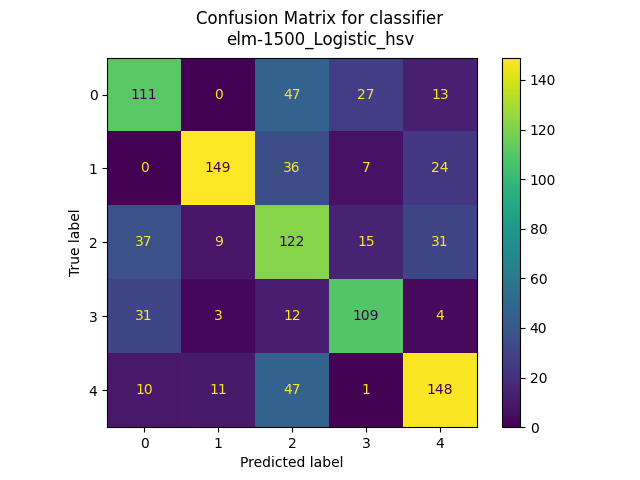 Confusion Matrix for classifier
elm-1500_Logistic_hsv
0 111 0 47 27 13
1 0 149 36 7 24
2 37 9 122 15 31
3 31 3 12 109 4
4 10 11 47 1 148
0 1 2 3 4
True label
Predicted label
140
120
100
80
60
40
20
0